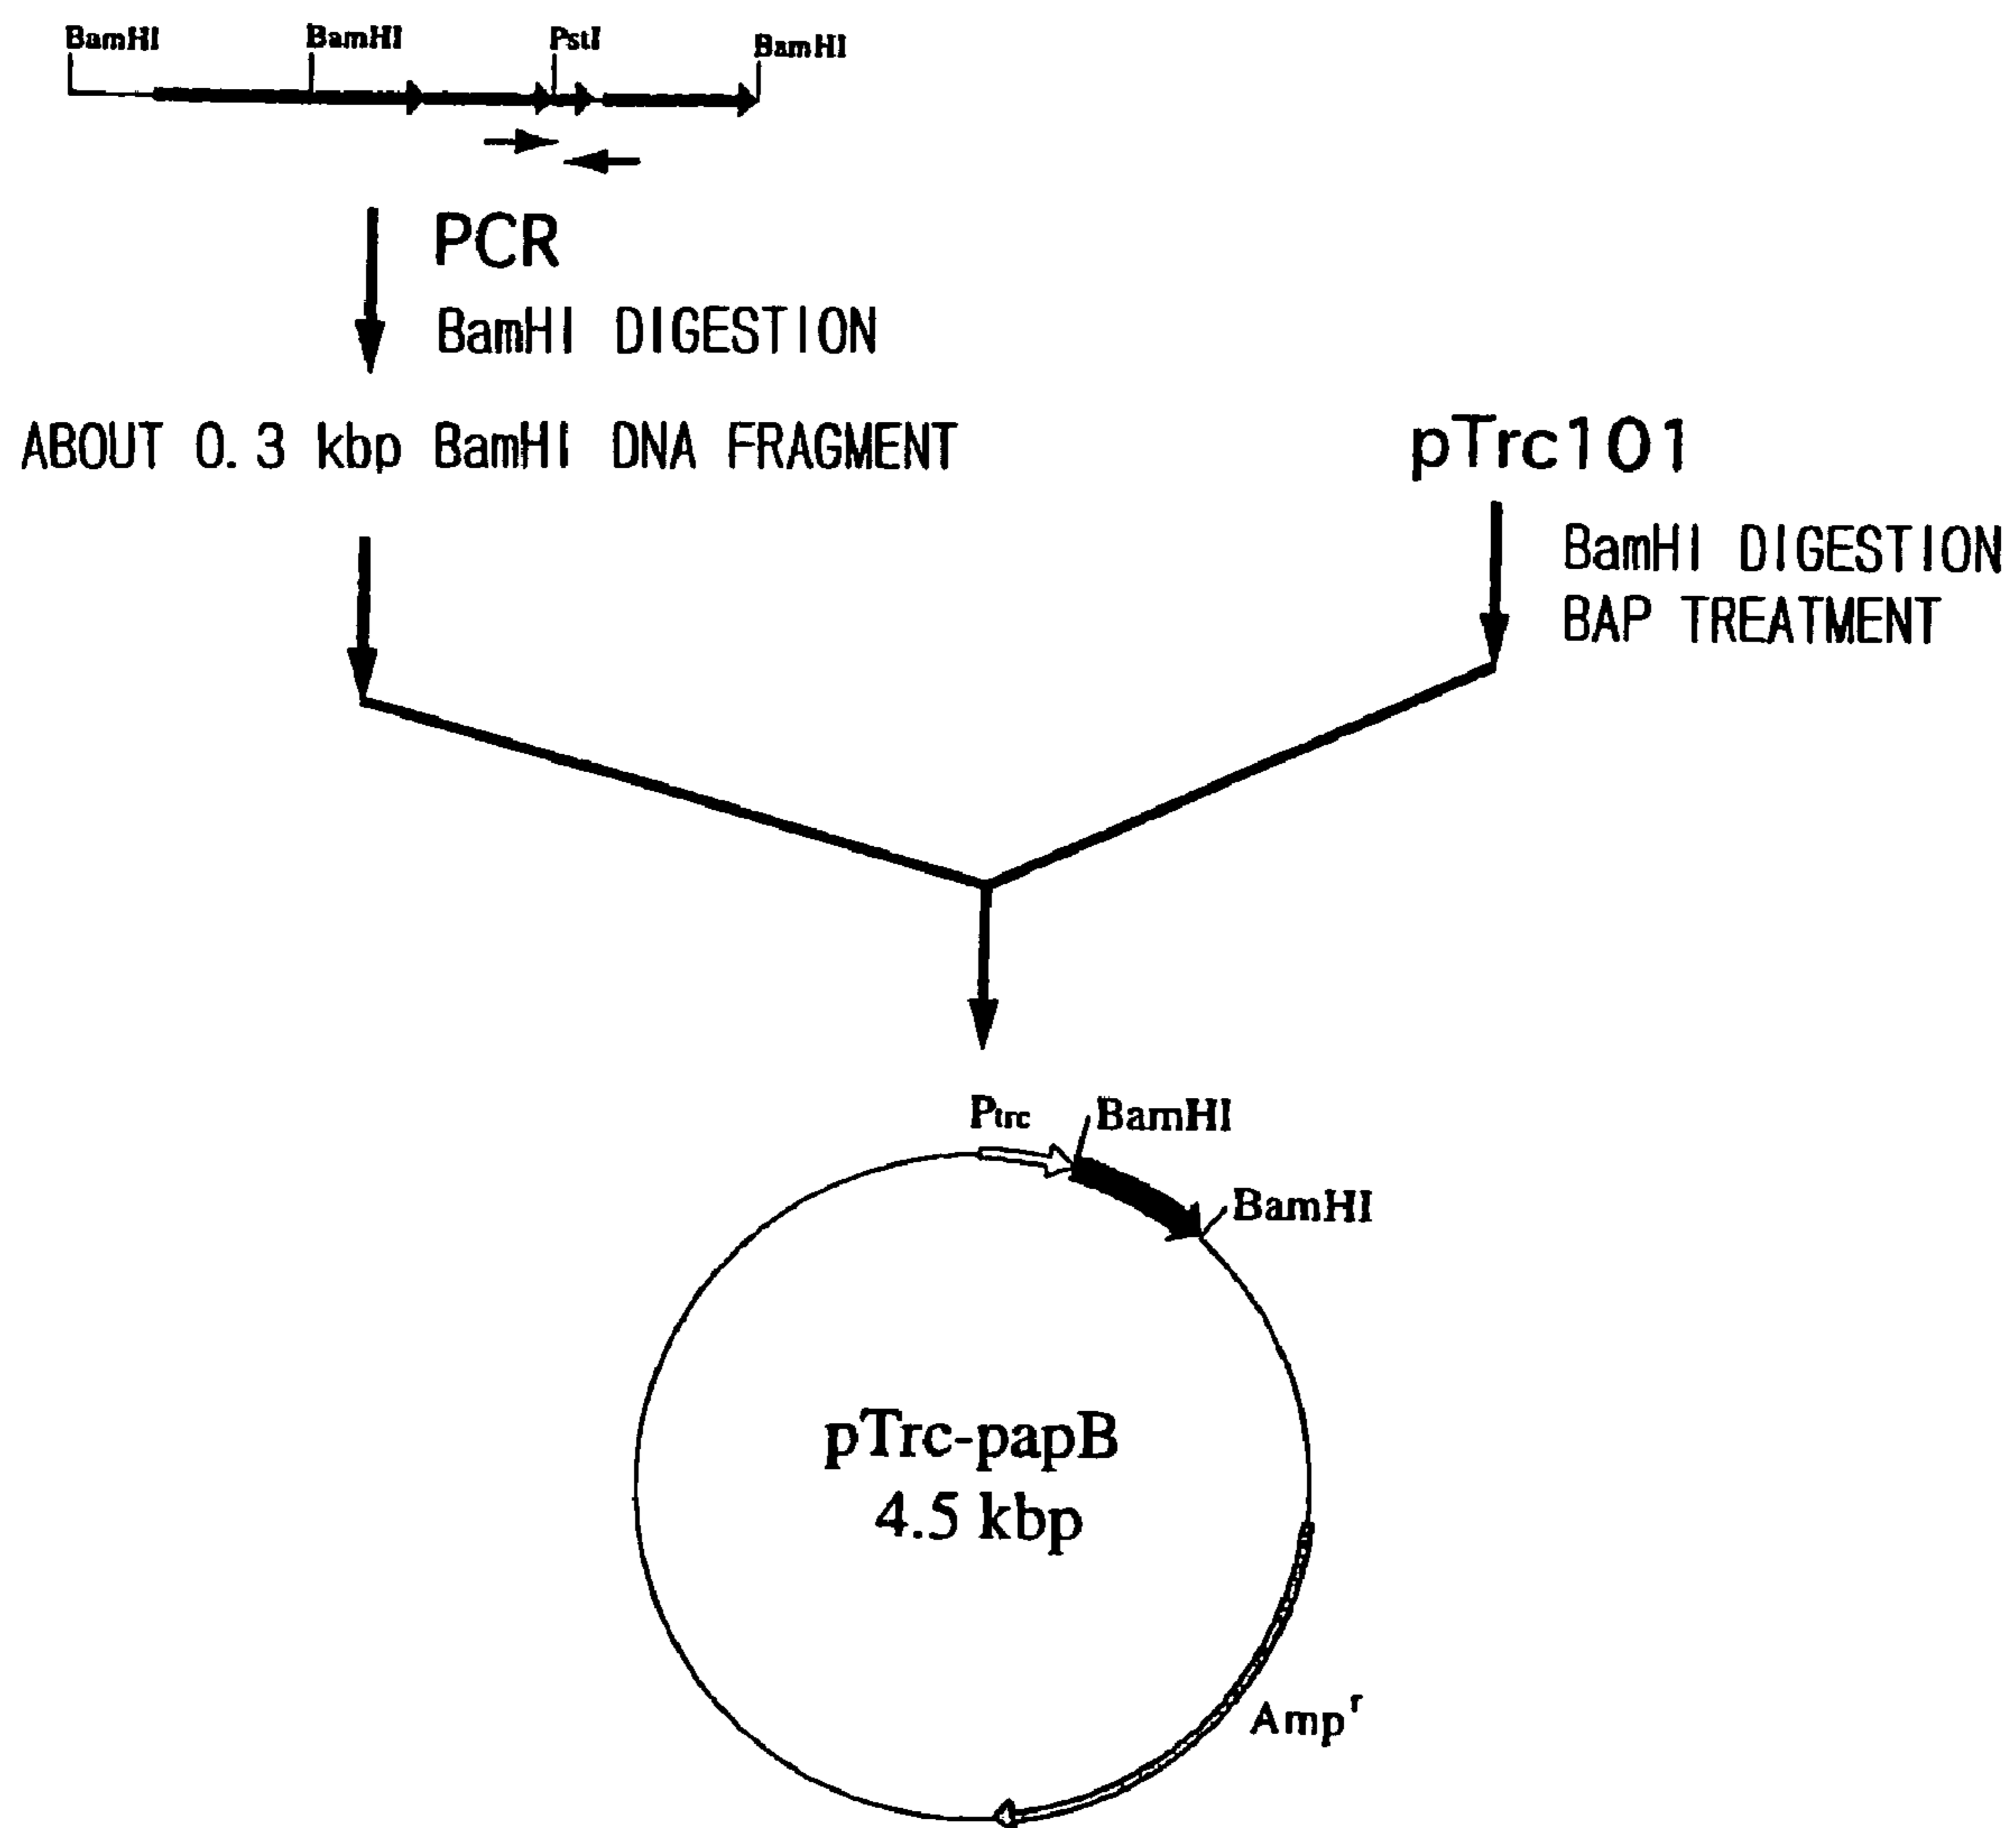 BamHI
BamHI
PstI
BamHI
PCR
BamHI DIGESTION
ABOUT 0.3 kbp BamHI DNA FRAGMENT
pTrc101
BamHI DIGESTION
BAP TREATMENT
Ptrc
BamHI
BamHI
pTrc-papB
4.5 kbp
Amp^r